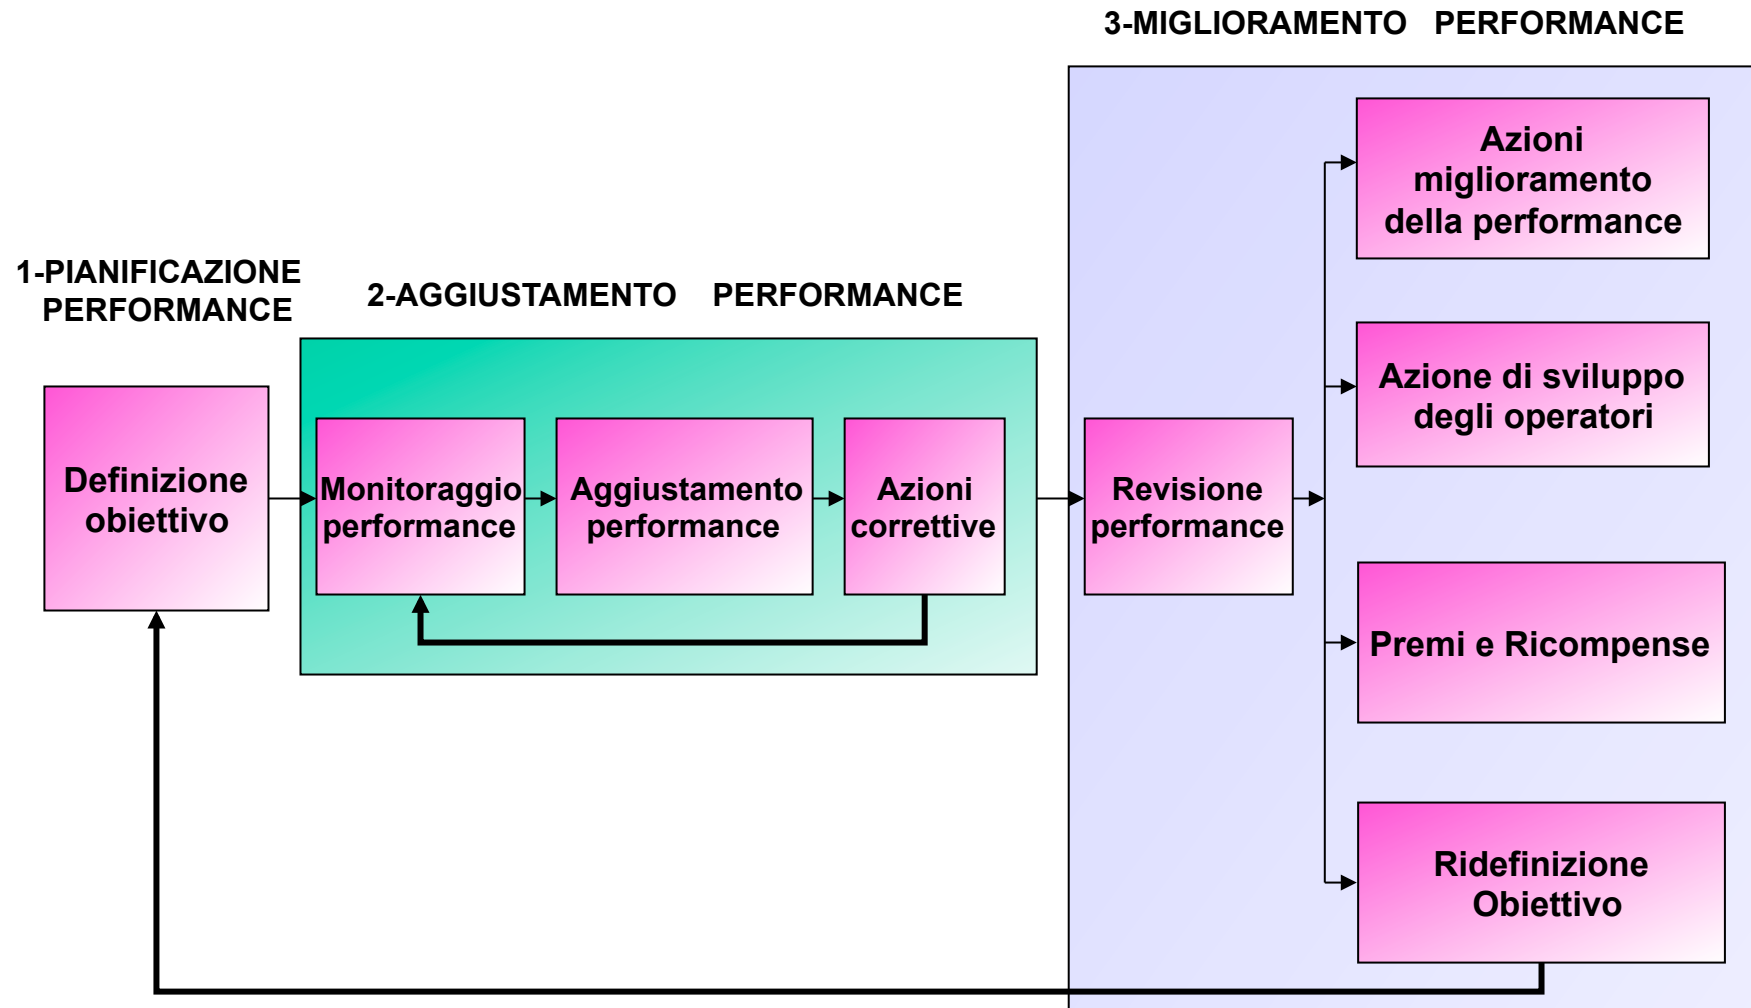 3-MIGLIORAMENTO PERFORMANCE
1-PIANIFICAZIONE
PERFORMANCE
2-AGGIUSTAMENTO PERFORMANCE
Definizione
obiettivo
Monitoraggio
performance
Aggiustamento
performance
Azioni
correttive
Revisione
performance
Azioni
miglioramento
della performance
Azione di sviluppo
degli operatori
Premi e Ricompense
Ridefinizione
Obiettivo